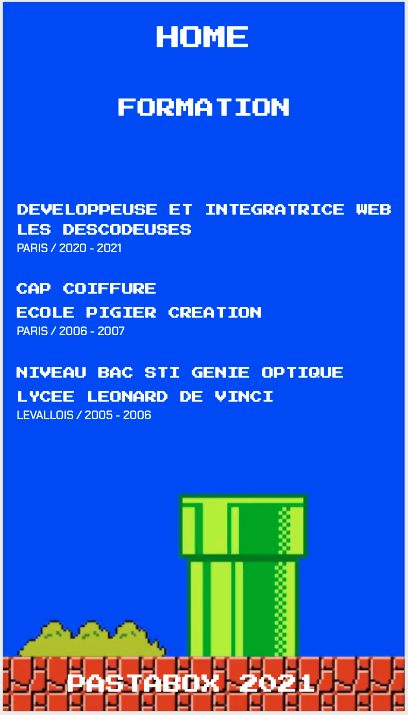 HOME
FORMATION
DEVELOPPEUSE ET INTEGRATRICE WEB
LES DESCODEUSES
PARIS / 2020 - 2021
CAP COIFFURE
ECOLE PIGIER CREATION
PARIS / 2006 - 2007
NIVEAU BAC STI GENIE OPTIQUE
LYCEE LEONARD DE VINCI
LEVALLOIS / 2005 - 2006
PASTABOX 2021